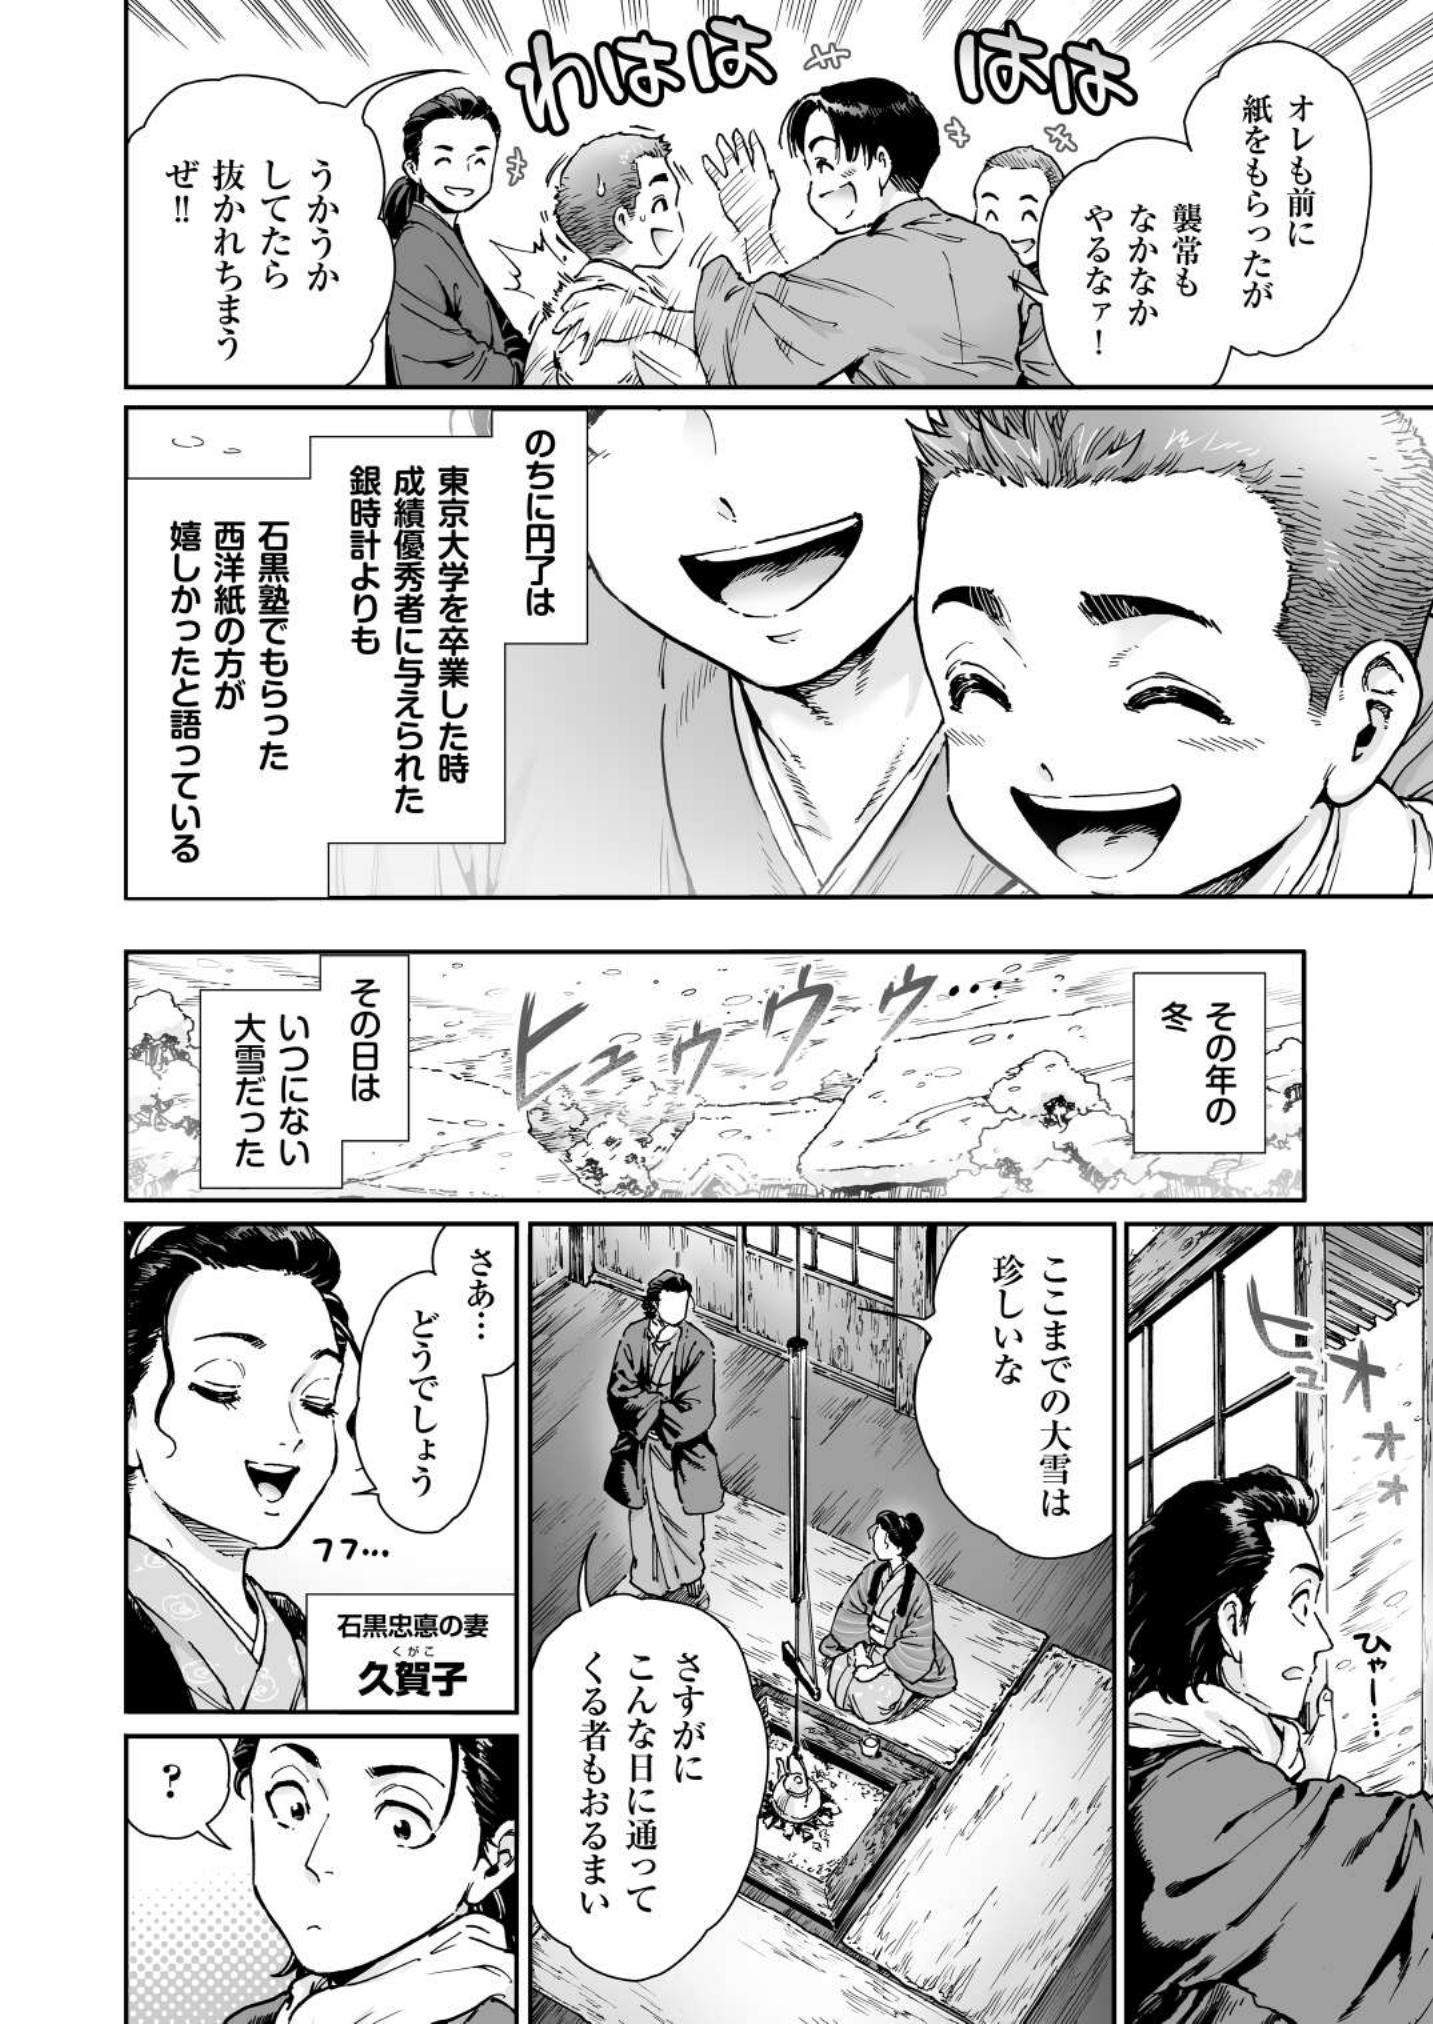 オレも前に
紙をもらったが
襲常も
なかなか
やるなァ!
はは
わはは
うかうか
してたら
抜かれちまう
ぜ!!
のちに円了は
東京大学を卒業した時
成績優秀者に与えられた
銀時計よりも
石黒塾でもらった
西洋紙の方が
嬉しかったと語っている
その年の
冬
ヒュゥウゥ…
その日は
いつにない
大雪だった
ヒュオオオ
ひゃー…
ここまでの大雪は
珍しいな
さすがに
こんな日に通って
くる者もおるまい
さあ…
どうでしょう
フフ…
石黒忠悳の妻
くがこ
久賀子
?